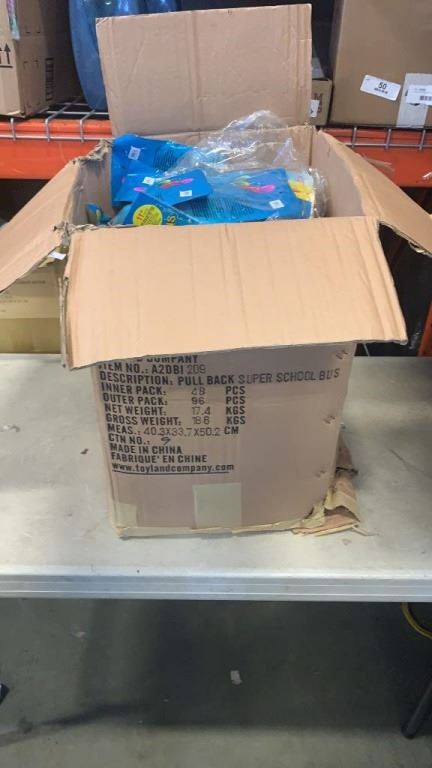 50
COMPANY
ITEM NO.: A2DBI 209
DESCRIPTION: PULL BACK SUPER SCHOOL BUS
INNER PACK: 48 PCS
OUTER PACK: 96 PCS
NET WEIGHT: 17.4 KGS
GROSS WEIGHT: 18.6 KGS
MEAS.: 40.3X33.7X50.2 CM
CTN NO.: 9
MADE IN CHINA
FABRIQUE' EN CHINE
www.toylandcompany.com